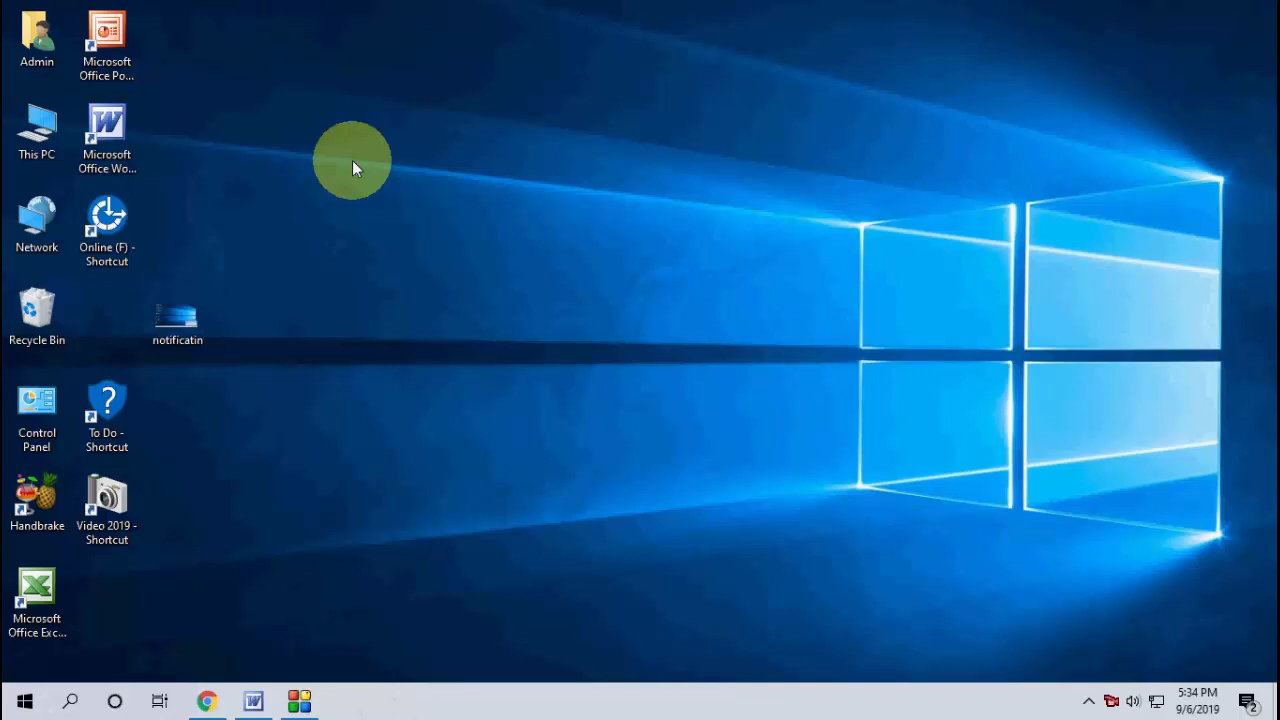 Admin
Microsoft
Office Po...
This PC
Microsoft
Office Wo...
Network
Online (F) -
Shortcut
Recycle Bin
notificatin
Control
Panel
To Do -
Shortcut
Handbrake
Video 2019 -
Shortcut
Microsoft
Office Exc...
5:34 PM
9/6/2019
2